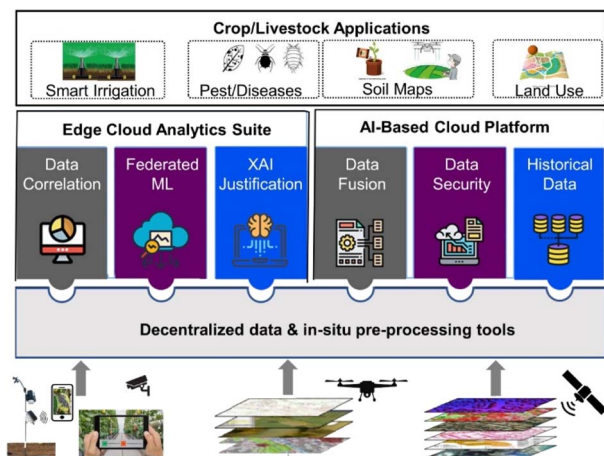 Crop/Livestock Applications
Smart Irrigation
Pest/Diseases
Soil Maps
Land Use
Edge Cloud Analytics Suite
AI-Based Cloud Platform
Data
Correlation
Federated
ML
XAI
Justification
Data
Fusion
Data
Security
Historical
Data
Decentralized data & in-situ pre-processing tools